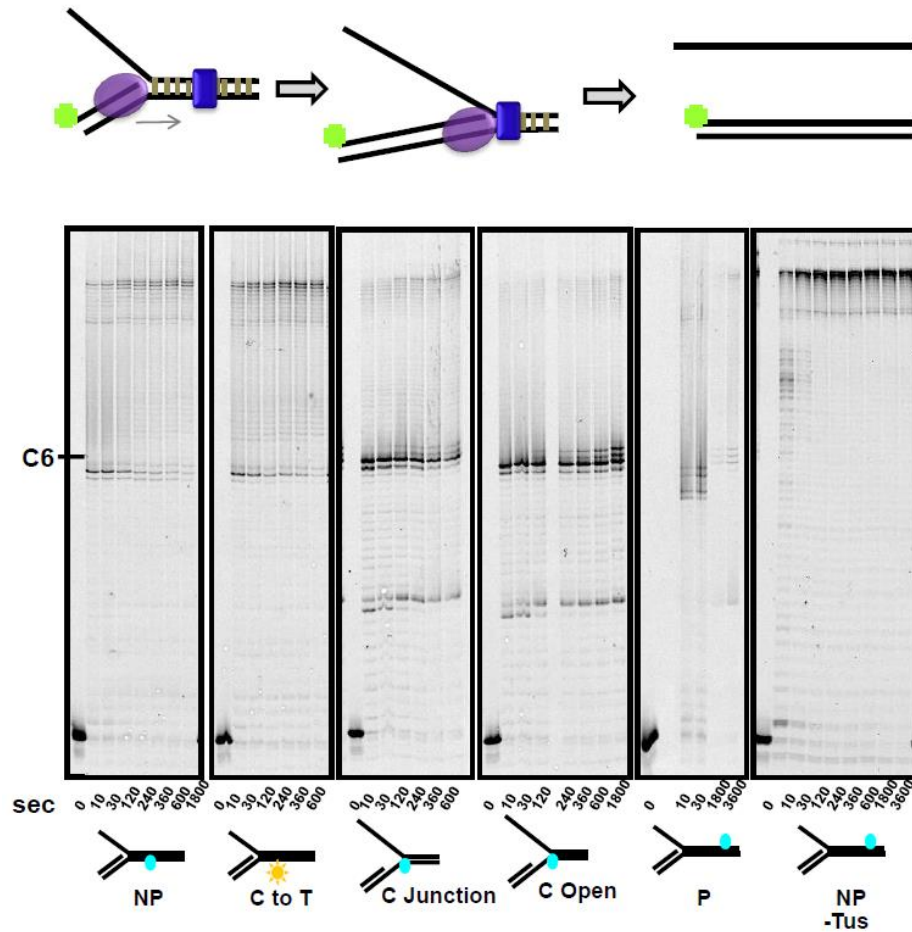 C6
sec
0 10 30 120 240 360 600 1800
0 10 30 120 240 360 600
0 10 30 120 240 360 600
0 10 30 120 240 360 600 1800
0 10 30 1800 3600
0 10 30 120 240 360 600 1800 3600
NP
C to T
C Junction
C Open
P
NP
-Tus